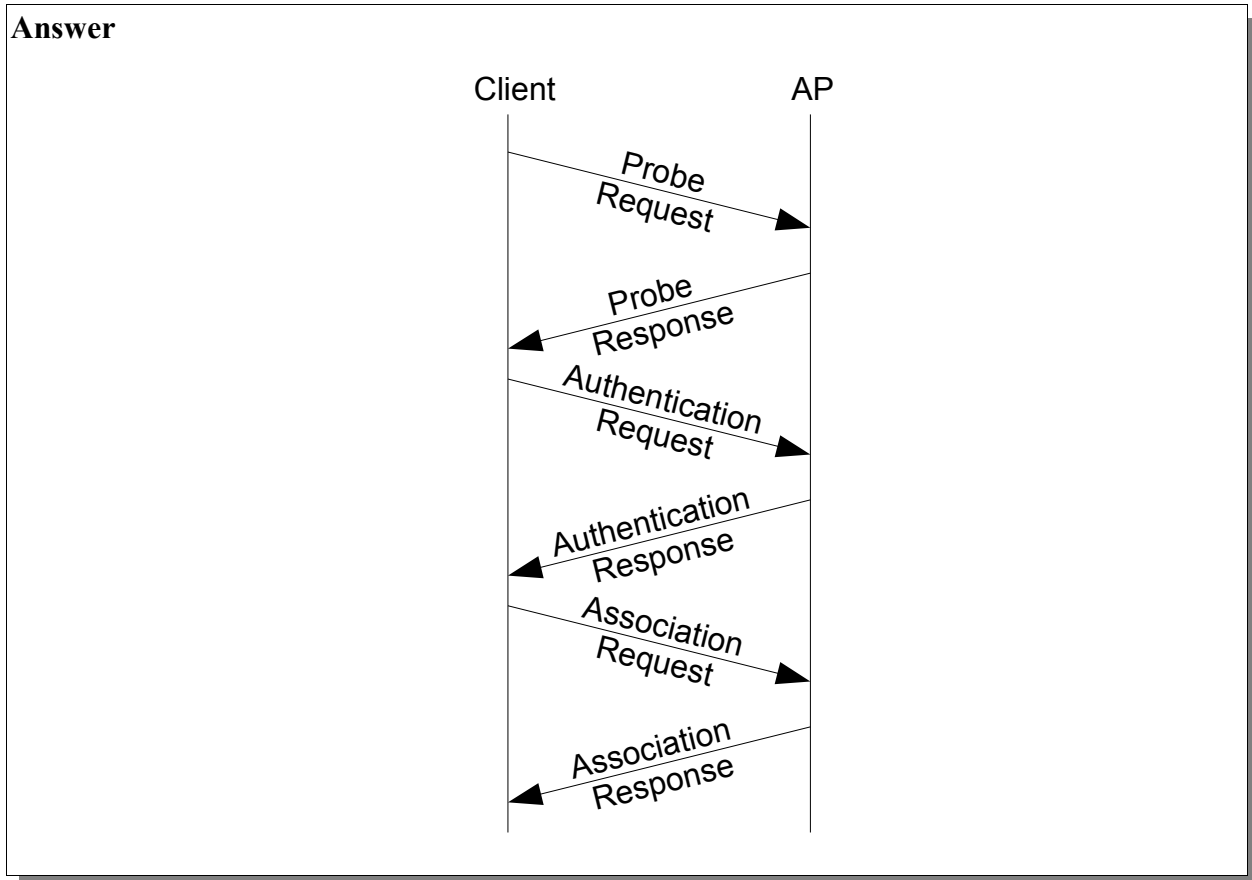 Answer
Client AP
Probe
Request
Probe
Response
Authentication
Request
Authentication
Response
Association
Request
Association
Response